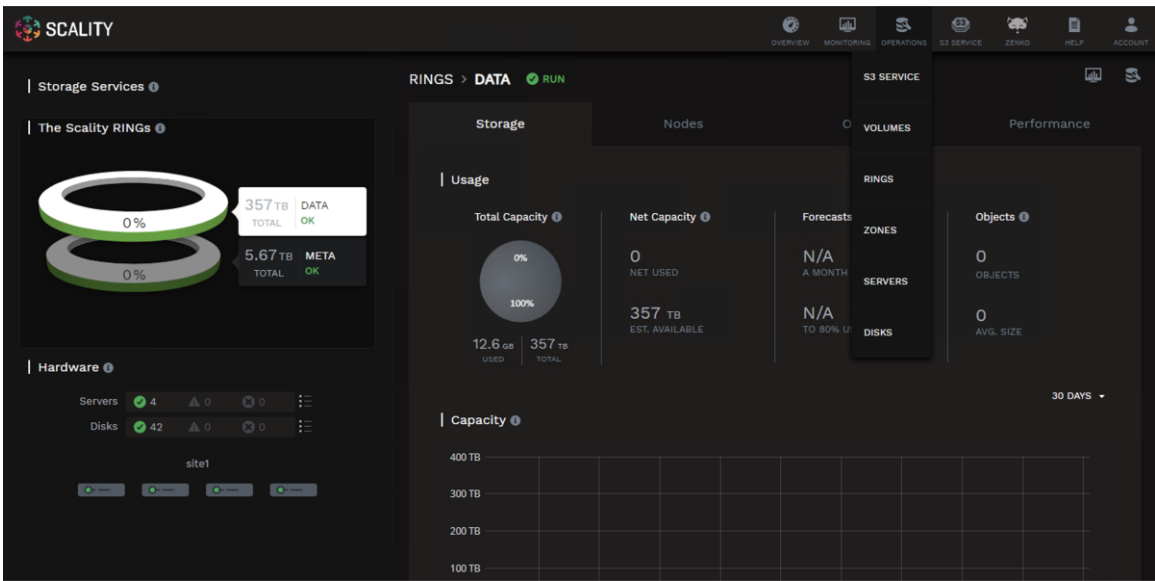 SCALITY
OVERVIEW MONITORING OPERATIONS S3 SERVICE ZENKO HELP ACCOUNT
Storage Services
The Scality RINGs
357 TB TOTAL DATA OK
0%
5.67 TB TOTAL META OK
0%
Hardware
Servers 4 0 0
Disks 42 0 0
site1
RINGS > DATA RUN
Storage Nodes O Performance
S3 SERVICE
VOLUMES
RINGS
ZONES
SERVERS
DISKS
Usage
Total Capacity
0%
100%
12.6 GB USED
357 TB TOTAL
Net Capacity
0
NET USED
357 TB
EST. AVAILABLE
Forecasts
N/A
A MONTH
N/A
TO 80% U
Objects
0
OBJECTS
0
AVG. SIZE
30 DAYS
Capacity
400 TB
300 TB
200 TB
100 TB